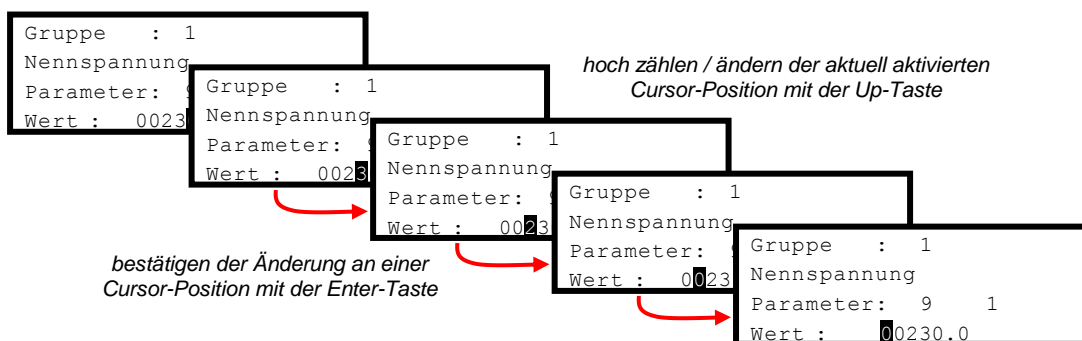 Gruppe : 1
Nennspannung
Parameter:
Wert : 0023
Gruppe : 1
Nennspannung
Parameter:
Wert : 0023
Gruppe : 1
Nennspannung
Parameter:
Wert : 0023
Gruppe : 1
Nennspannung
Parameter:
Wert : 0023
Gruppe : 1
Nennspannung
Parameter: 9 1
Wert : 00230.0
hoch zählen / ändern der aktuell aktivierten
Cursor-Position mit der Up-Taste
bestätigen der Änderung an einer
Cursor-Position mit der Enter-Taste